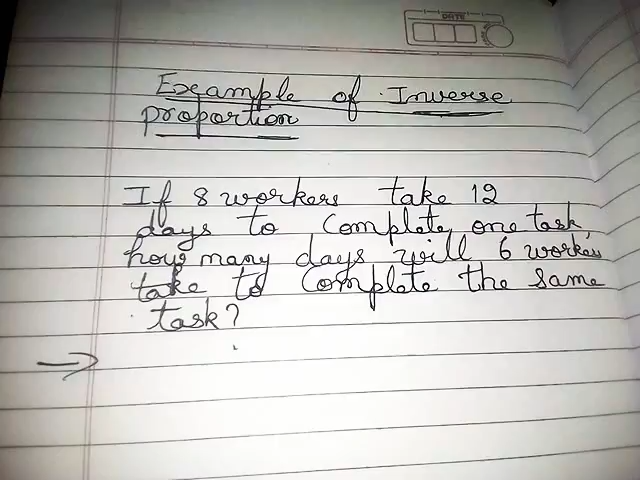 DATE
Example of Inverse
proportion
If 8 workers take 12
days to Complete one task,
how many days will 6 workers
take to Complete the same
task?